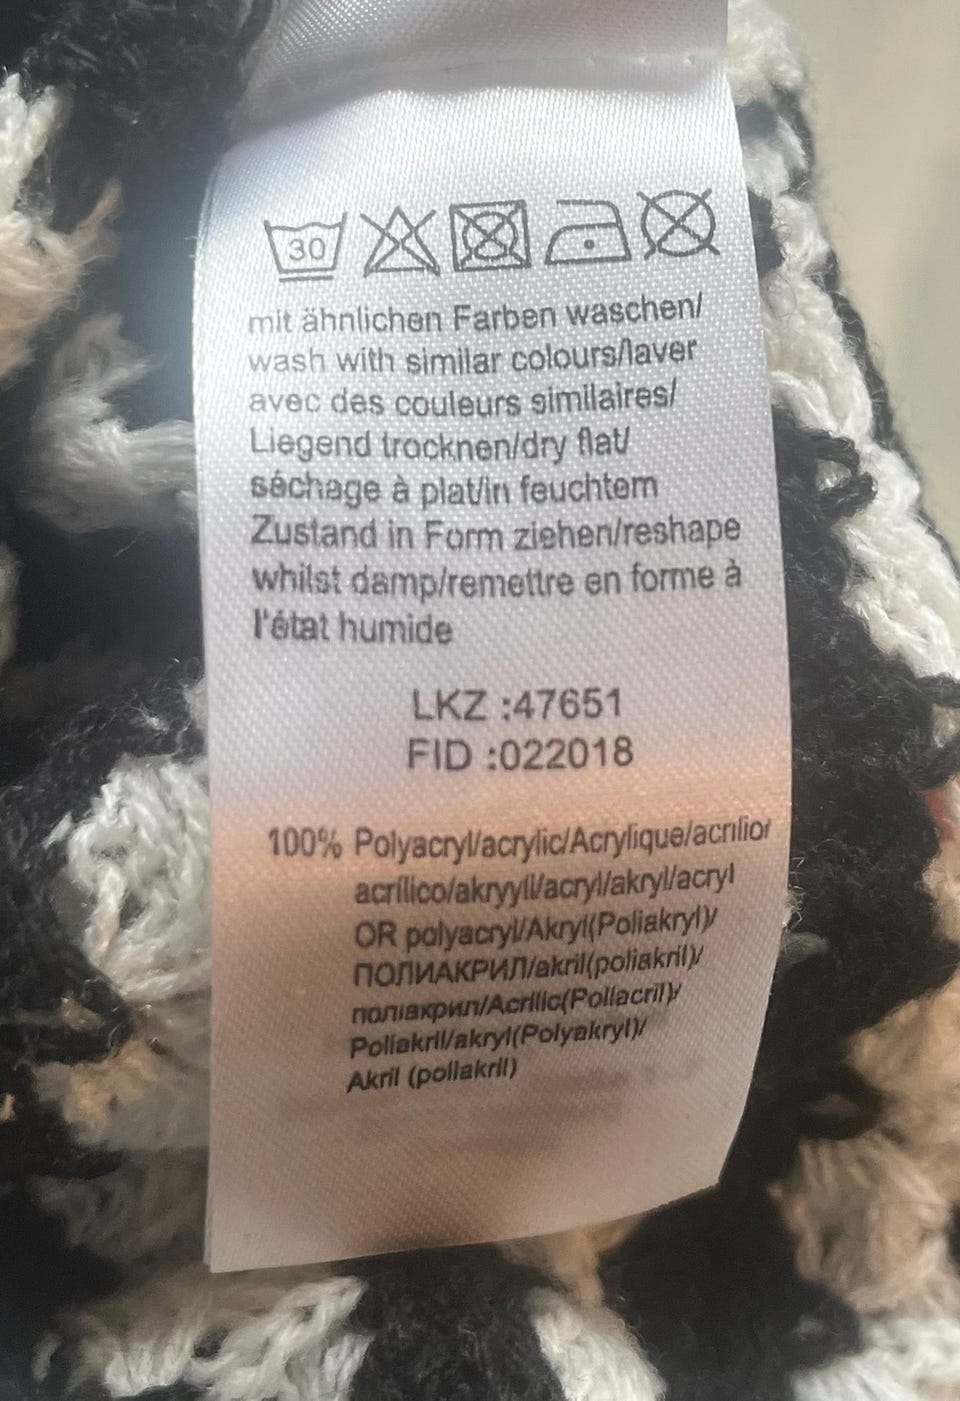 30
mit ähnlichen Farben waschen/
wash with similar colours/laver
avec des couleurs similaires/
Liegend trocknen/dry flat/
séchage à plat/in feuchtem
Zustand in Form ziehen/reshape
whilst damp/remettre en forme à
l'état humide
LKZ :47651
FID :022018
100% Polyacryl/acrylic/Acrylique/acrilio/
acrílico/akryyli/acryl/akryl/acryl
OR polyacryl/Akryl(Poliakryl)/
ПОЛИАКРИЛ/akril(poliakril)/
поліакрил/Acrilic(Poliacril)/
Poliakril/akryl(Polyakryl)/
Akril (poliakril)